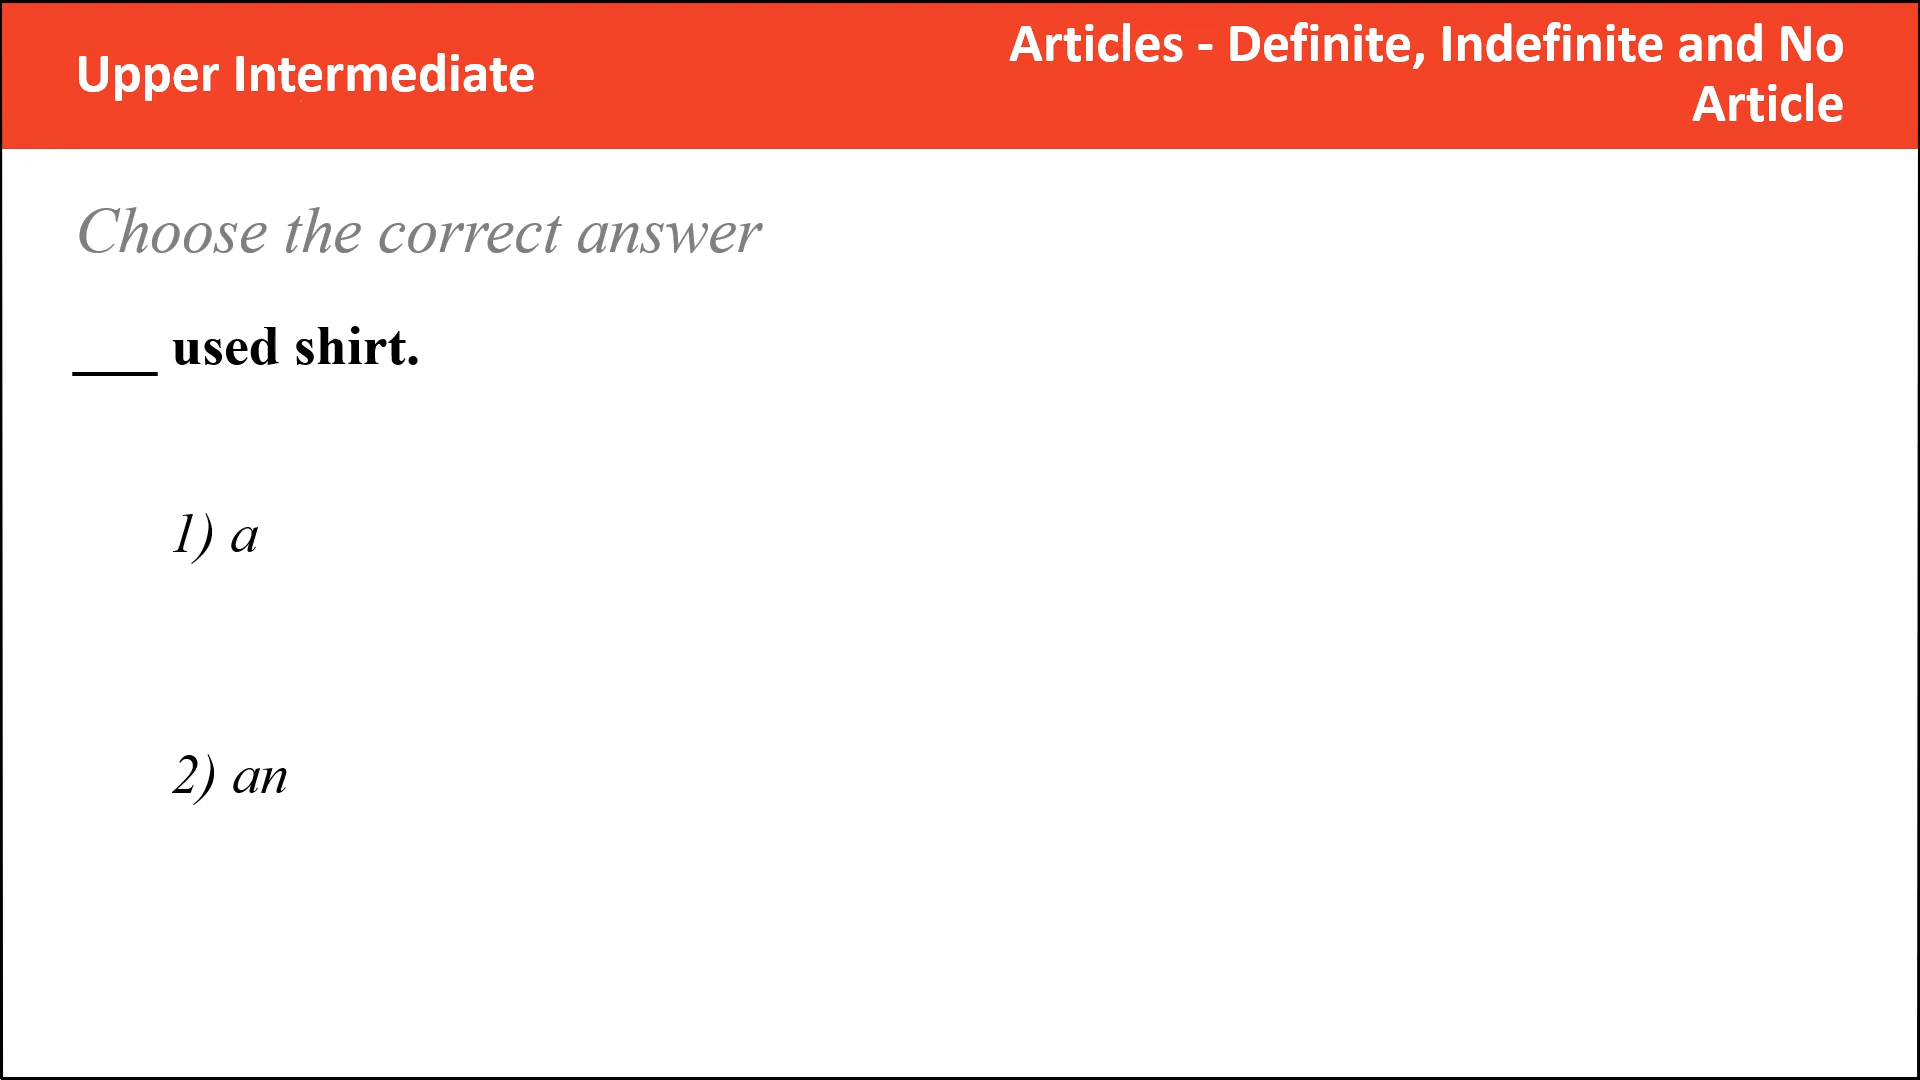 Upper Intermediate
Articles - Definite, Indefinite and No
Article
Choose the correct answer
___ used shirt.
1) a
2) an